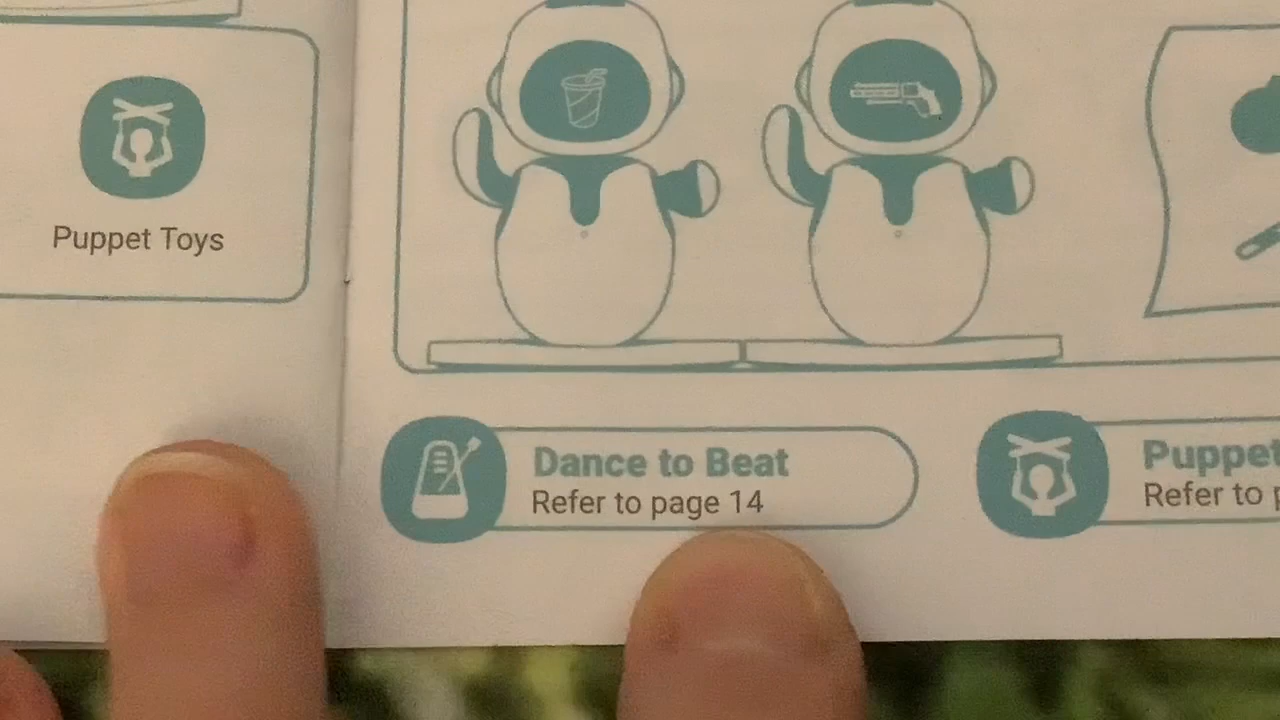 Puppet Toys
Dance to Beat
Refer to page 14
Puppet
Refer to